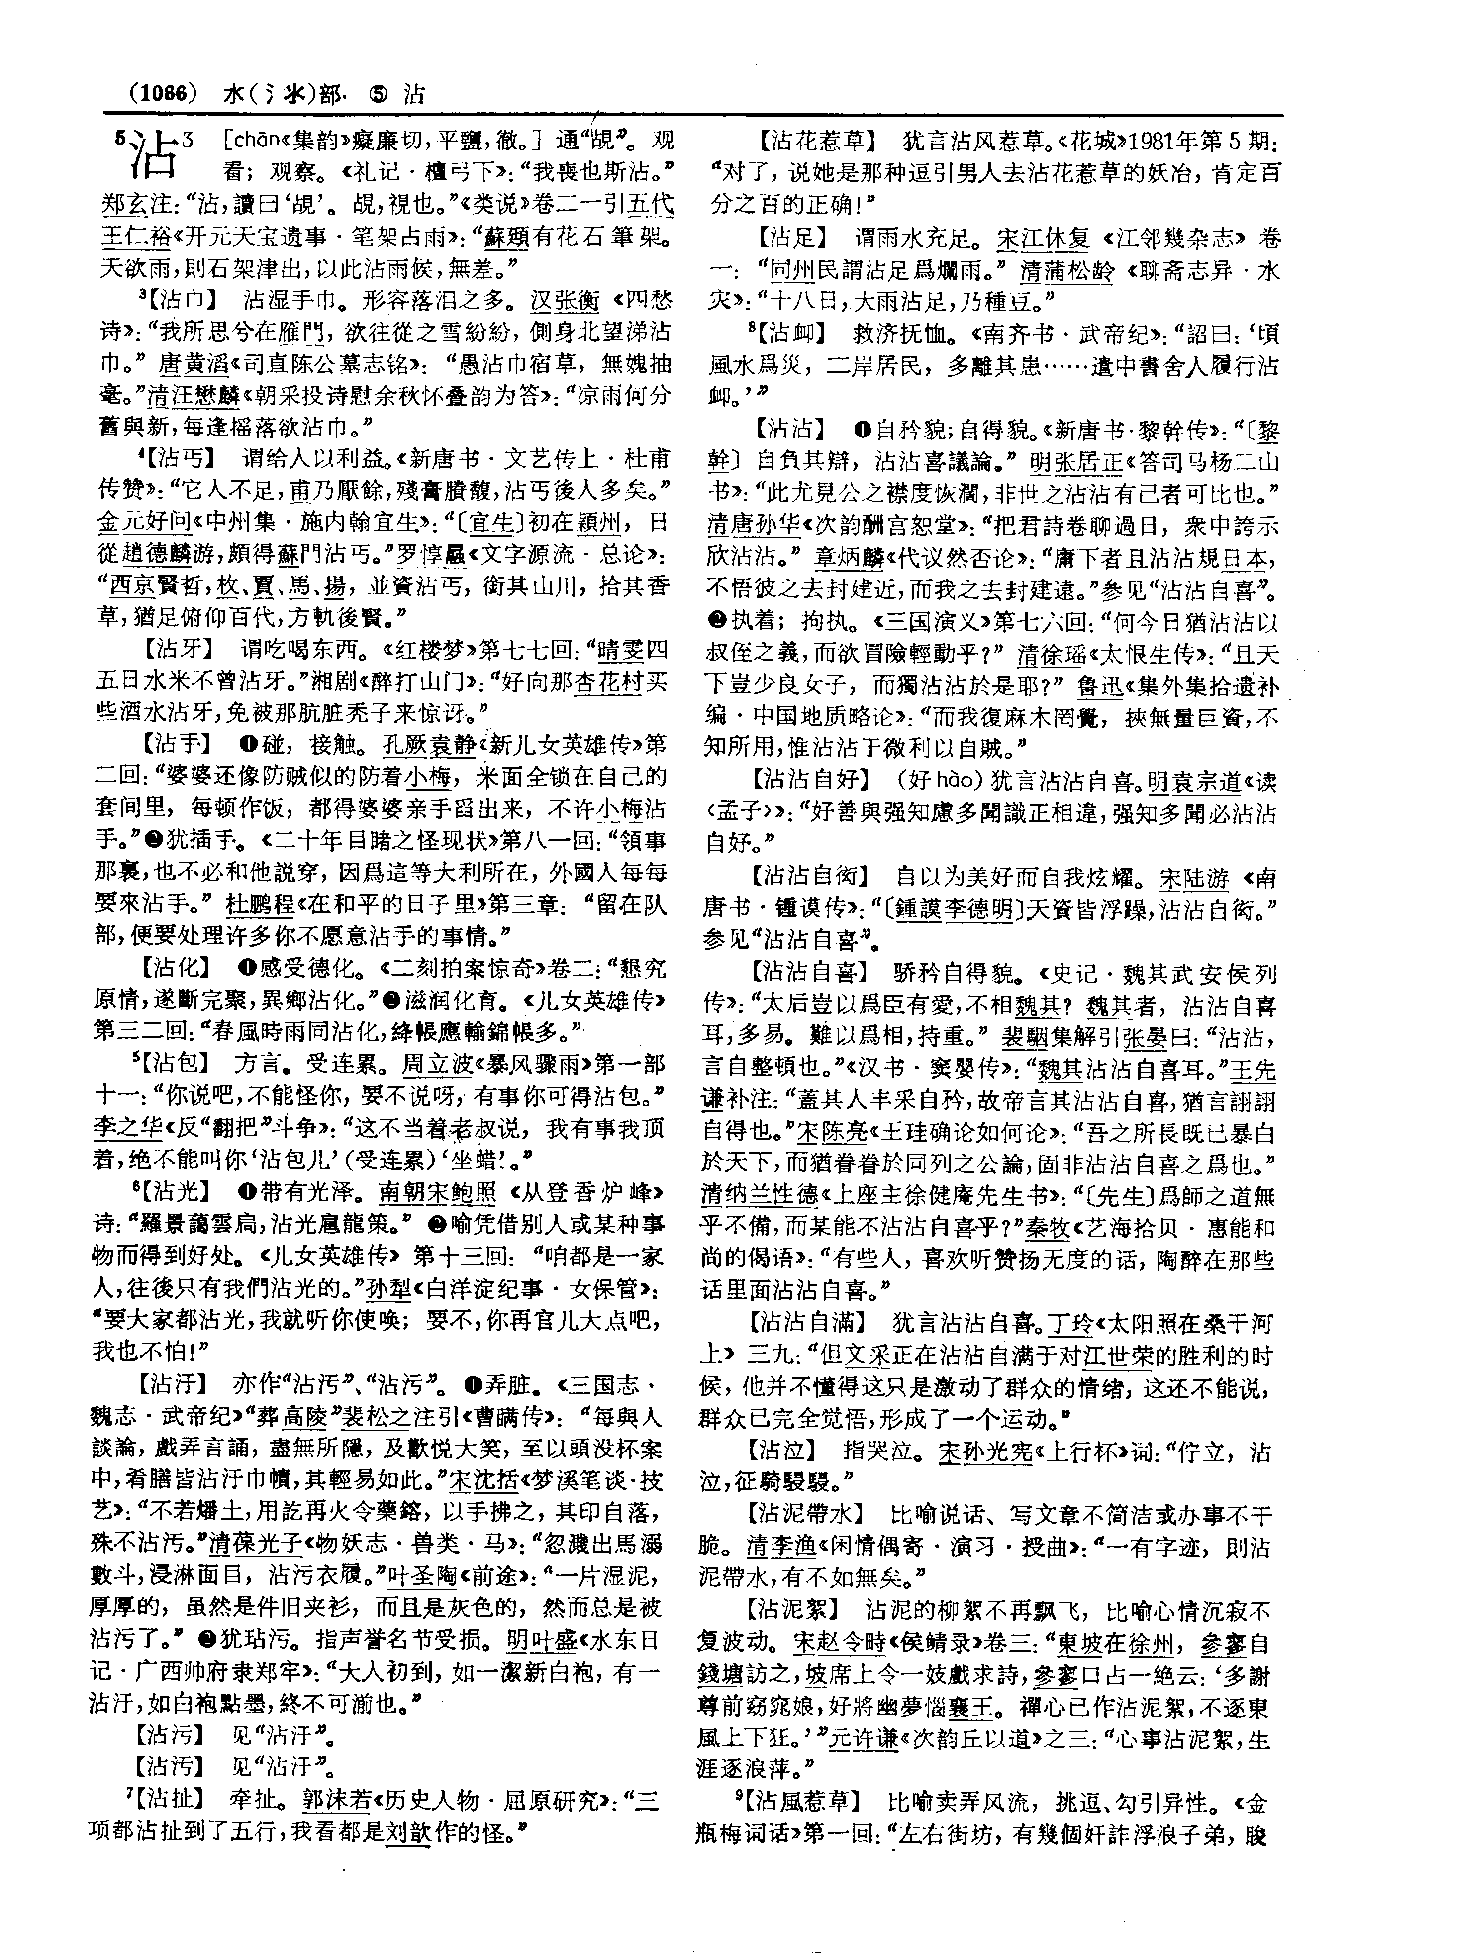 (1066) 水(氵氺)部 ⑤ 沾
5沾3 [chān《集韵》癡廉切,平鹽,徹。] 通“覘”。观
看;观察。《礼记·檀弓下》:“我喪也斯沾。”
郑玄注:“沾,讀曰‘覘’。覘,視也。”《类说》卷二一引五代
王仁裕《开元天宝遗事·笔架占雨》:“蘇頲有花石筆架。
天欲雨,則石架津出,以此沾雨候,無差。”
3【沾巾】 沾湿手巾。形容落泪之多。汉张衡《四愁
诗》:“我所思兮在雁門,欲往從之雪紛紛,側身北望涕沾
巾。”唐黄滔《司直陈公墓志铭》:“愚沾巾宿草,無媿抽
毫。”清汪懋麟《朝采投诗慰余秋怀叠韵为答》:“凉雨何分
舊與新,每逢摇落欲沾巾。”
4【沾丐】 谓给人以利益。《新唐书·文艺传上·杜甫
传赞》:“它人不足,甫乃厭餘,殘膏賸馥,沾丐後人多矣。”
金元好问《中州集·施内翰宜生》:“〔宜生〕初在潁州,日
從趙德麟游,頗得蘇門沾丐。”罗惇曧《文字源流·总论》:
“西京賢哲,枚、賈、馬、揚,並資沾丐,銜其山川,拾其香
草,猶足俯仰百代,方軌後賢。”
【沾牙】 谓吃喝东西。《红楼梦》第七七回:“晴雯四
五日水米不曾沾牙。”湘剧《醉打山门》:“好向那杏花村买
些酒水沾牙,免被那肮脏秃子来惊讶。”
【沾手】 ❶碰,接触。孔厥袁静《新儿女英雄传》第
二回:“婆婆还像防贼似的防着小梅,米面全锁在自己的
套间里,每顿作饭,都得婆婆亲手舀出来,不许小梅沾
手。”❷犹插手。《二十年目睹之怪现状》第八一回:“領事
那裏,也不必和他説穿,因爲這等大利所在,外國人每每
要來沾手。”杜鹏程《在和平的日子里》第三章:“留在队
部,便要处理许多你不愿意沾手的事情。”
【沾化】 ❶感受德化。《二刻拍案惊奇》卷二:“懇究
原情,遂斷完聚,異鄉沾化。”❷滋润化育。《儿女英雄传》
第三二回:“春風時雨同沾化,絳帳應輸錦帳多。”
5【沾包】 方言。受连累。周立波《暴风骤雨》第一部
十一:“你说吧,不能怪你,要不说呀,有事你可得沾包。”
李之华《反“翻把”斗争》:“这不当着老叔说,我有事我顶
着,绝不能叫你‘沾包儿’(受连累)‘坐蜡’。”
6【沾光】 ❶带有光泽。南朝宋鲍照《从登香炉峰》
诗:“羅景藹雲扃,沾光扈龍策。”❷喻凭借别人或某种事
物而得到好处。《儿女英雄传》第十三回:“咱都是一家
人,往後只有我們沾光的。”孙犁《白洋淀纪事·女保管》:
“要大家都沾光,我就听你使唤;要不,你再官儿大点吧,
我也不怕!”
【沾汙】 亦作“沾污”、“沾汚”。❶弄脏。《三国志·
魏志·武帝纪》“葬高陵”裴松之注引《曹瞒传》:“每與人
談論,戲弄言誦,盡無所隱,及歡悦大笑,至以頭没杯案
中,肴膳皆沾汙巾幘,其輕易如此。”宋沈括《梦溪笔谈·技
艺》:“不若燔土,用訖再火令藥鎔,以手拂之,其印自落,
殊不沾污。”清葆光子《物妖志·兽类·马》:“忽濺出馬溺
數斗,浸淋面目,沾污衣履。”叶圣陶《前途》:“一片湿泥,
厚厚的,虽然是件旧夹衫,而且是灰色的,然而总是被
沾污了。”❷犹玷污。指声誉名节受损。明叶盛《水东日
记·广西帅府隶郑牢》:“大人初到,如一潔新白袍,有一
沾汙,如白袍點墨,終不可湔也。”
【沾污】 见“沾汙”。
【沾汚】 见“沾汙”。
7【沾扯】 牵扯。郭沫若《历史人物·屈原研究》:“三
项都沾扯到了五行,我看都是刘歆作的怪。”
【沾花惹草】 犹言沾风惹草。《花城》1981年第5期:
“对了,说她是那种逗引男人去沾花惹草的妖冶,肯定百
分之百的正确!”
【沾足】 谓雨水充足。宋江休复《江邻幾杂志》卷
一:“同州民謂沾足爲爛雨。”清蒲松龄《聊斋志异·水
灾》:“十八日,大雨沾足,乃種豆。”
8【沾卹】 救济抚恤。《南齐书·武帝纪》:“詔曰:‘頃
風水爲災,二岸居民,多離其患……遣中書舍人履行沾
卹。’”
【沾沾】 ❶自矜貌;自得貌。《新唐书·黎幹传》:“〔黎
幹〕自負其辯,沾沾喜議論。”明张居正《答司马杨二山
书》:“此尤見公之襟度恢濶,非世之沾沾有己者可比也。”
清唐孙华《次韵酬宫恕堂》:“把君詩卷聊過日,衆中誇示
欣沾沾。”章炳麟《代议然否论》:“庸下者且沾沾規日本,
不悟彼之去封建近,而我之去封建遠。”参见“沾沾自喜”。
❷执着;拘执。《三国演义》第七六回:“何今日猶沾沾以
叔侄之義,而欲冒險輕動乎?”清徐瑶《太恨生传》:“且天
下豈少良女子,而獨沾沾於是耶?”鲁迅《集外集拾遗补
编·中国地质略论》:“而我復麻木罔覺,挾無量巨資,不
知所用,惟沾沾于微利以自賊。”
【沾沾自好】 (好hào)犹言沾沾自喜。明袁宗道《读
〈孟子〉》:“好善與强知慮多聞識正相違,强知多聞必沾沾
自好。”
【沾沾自衒】 自以为美好而自我炫耀。宋陆游《南
唐书·锺谟传》:“〔鍾謨李德明〕天資皆浮躁,沾沾自衒。”
参见“沾沾自喜”。
【沾沾自喜】 骄矜自得貌。《史记·魏其武安侯列
传》:“太后豈以爲臣有愛,不相魏其?魏其者,沾沾自喜
耳,多易。難以爲相,持重。”裴駰集解引张晏曰:“沾沾,
言自整頓也。”《汉书·窦婴传》:“魏其沾沾自喜耳。”王先
谦补注:“蓋其人丰采自矜,故帝言其沾沾自喜,猶言詡詡
自得也。”宋陈亮《王珪确论如何论》:“吾之所長既已暴白
於天下,而猶眷眷於同列之公論,固非沾沾自喜之爲也。”
清纳兰性德《上座主徐健庵先生书》:“〔先生〕爲師之道無
乎不備,而某能不沾沾自喜乎?”秦牧《艺海拾贝·惠能和
尚的偈语》:“有些人,喜欢听赞扬无度的话,陶醉在那些
话里面沾沾自喜。”
【沾沾自滿】 犹言沾沾自喜。丁玲《太阳照在桑干河
上》三九:“但文采正在沾沾自满于对江世荣的胜利的时
候,他并不懂得这只是激动了群众的情绪,这还不能说,
群众已完全觉悟,形成了一个运动。”
【沾泣】 指哭泣。宋孙光宪《上行杯》词:“佇立,沾
泣,征騎駸駸。”
【沾泥帶水】 比喻说话、写文章不简洁或办事不干
脆。清李渔《闲情偶寄·演习·授曲》:“一有字迹,則沾
泥帶水,有不如無矣。”
【沾泥絮】 沾泥的柳絮不再飘飞,比喻心情沉寂不
复波动。宋赵令畤《侯鲭录》卷三:“東坡在徐州,參寥自
錢塘訪之,坡席上令一妓戲求詩,參寥口占一絶云:‘多謝
尊前窈窕娘,好將幽夢惱襄王。禪心已作沾泥絮,不逐東
風上下狂。’”元许谦《次韵丘以道》之三:“心事沾泥絮,生
涯逐浪萍。”
9【沾風惹草】 比喻卖弄风流,挑逗、勾引异性。《金
瓶梅词话》第一回:“左右街坊,有幾個奸詐浮浪子弟,睃